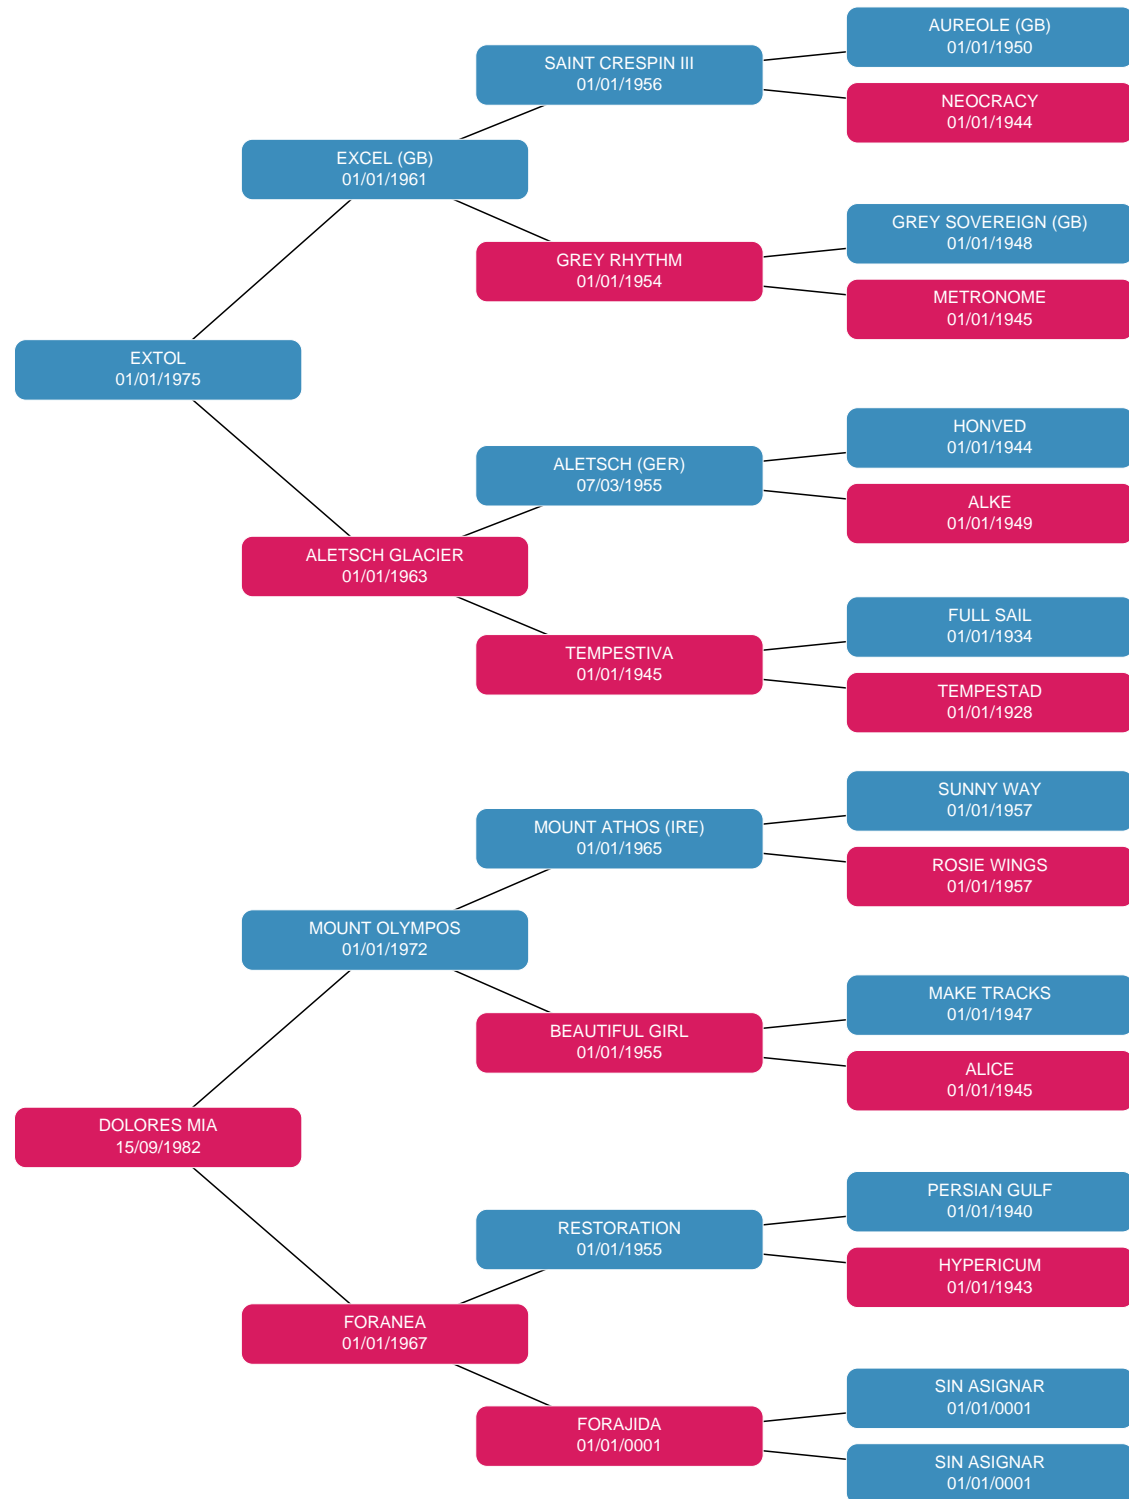 AUREOLE (GB)
01/01/1950
SAINT CRESPIN III
01/01/1956
NEOCRACY
01/01/1944
EXCEL (GB)
01/01/1961
GREY SOVEREIGN (GB)
01/01/1948
GREY RHYTHM
01/01/1954
METRONOME
01/01/1945
EXTOL
01/01/1975
HONVED
01/01/1944
ALETSCH (GER)
07/03/1955
ALKE
01/01/1949
ALETSCH GLACIER
01/01/1963
FULL SAIL
01/01/1934
TEMPESTIVA
01/01/1945
TEMPESTAD
01/01/1928
SUNNY WAY
01/01/1957
MOUNT ATHOS (IRE)
01/01/1965
ROSIE WINGS
01/01/1957
MOUNT OLYMPOS
01/01/1972
MAKE TRACKS
01/01/1947
BEAUTIFUL GIRL
01/01/1955
ALICE
01/01/1945
DOLORES MIA
15/09/1982
PERSIAN GULF
01/01/1940
RESTORATION
01/01/1955
HYPERICUM
01/01/1943
FORANEA
01/01/1967
SIN ASIGNAR
01/01/0001
FORAJIDA
01/01/0001
SIN ASIGNAR
01/01/0001